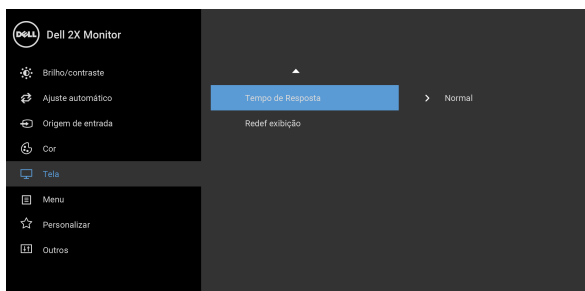 DELL Dell 2X Monitor
Brilho/contraste
Ajuste automático
Tempo de Resposta
Normal
Origem de entrada
Redef exibição
Cor
Tela
Menu
Personalizar
Outros